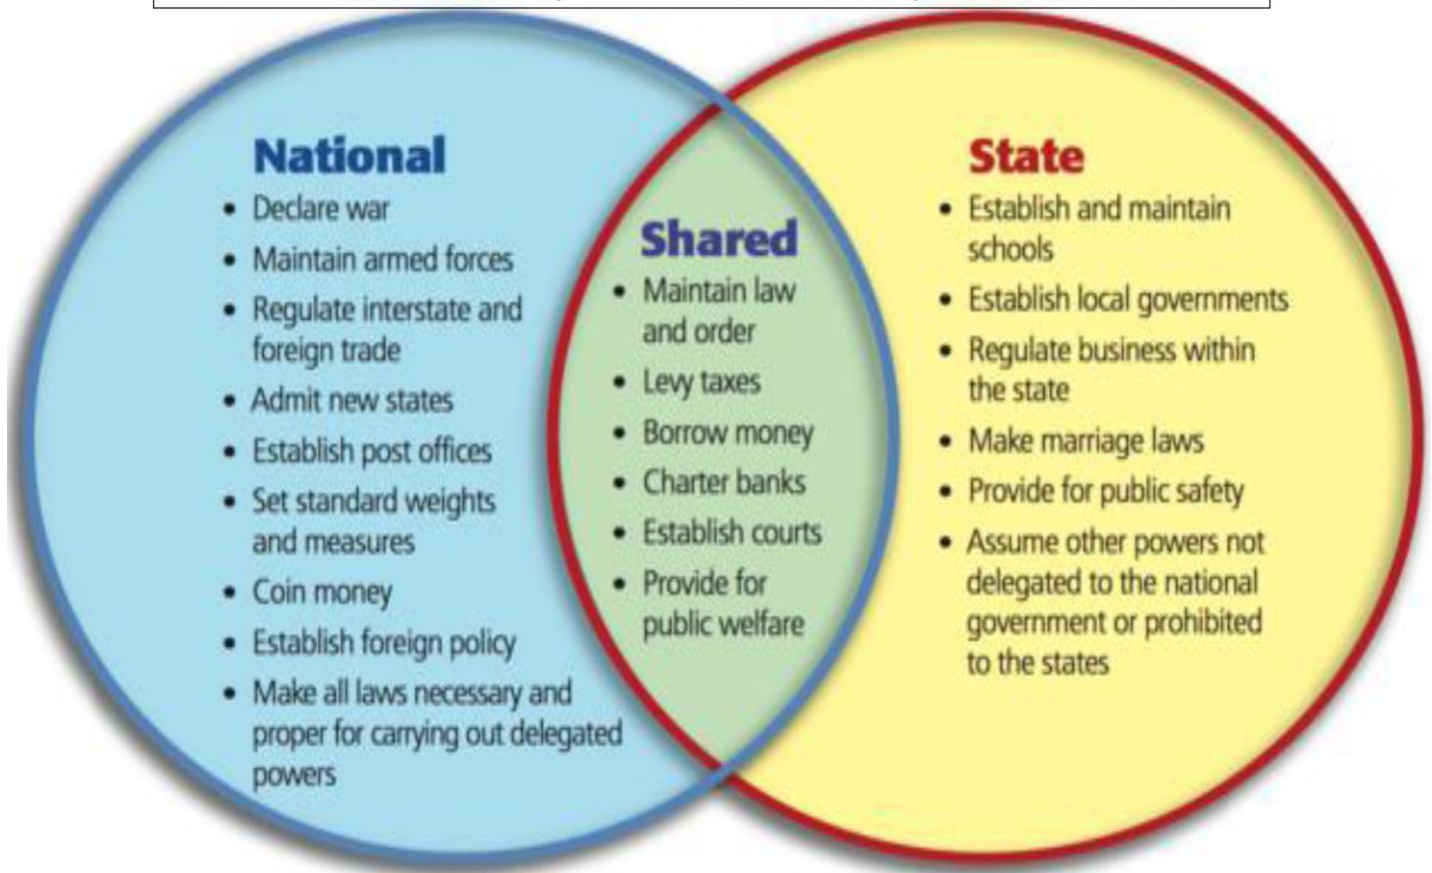 National
• Declare war
• Maintain armed forces
• Regulate interstate and
foreign trade
• Admit new states
• Establish post offices
• Set standard weights
and measures
• Coin money
• Establish foreign policy
• Make all laws necessary and
proper for carrying out delegated
powers
Shared
• Maintain law
and order
• Levy taxes
• Borrow money
• Charter banks
• Establish courts
• Provide for
public welfare
State
• Establish and maintain
schools
• Establish local governments
• Regulate business within
the state
• Make marriage laws
• Provide for public safety
• Assume other powers not
delegated to the national
government or prohibited
to the states